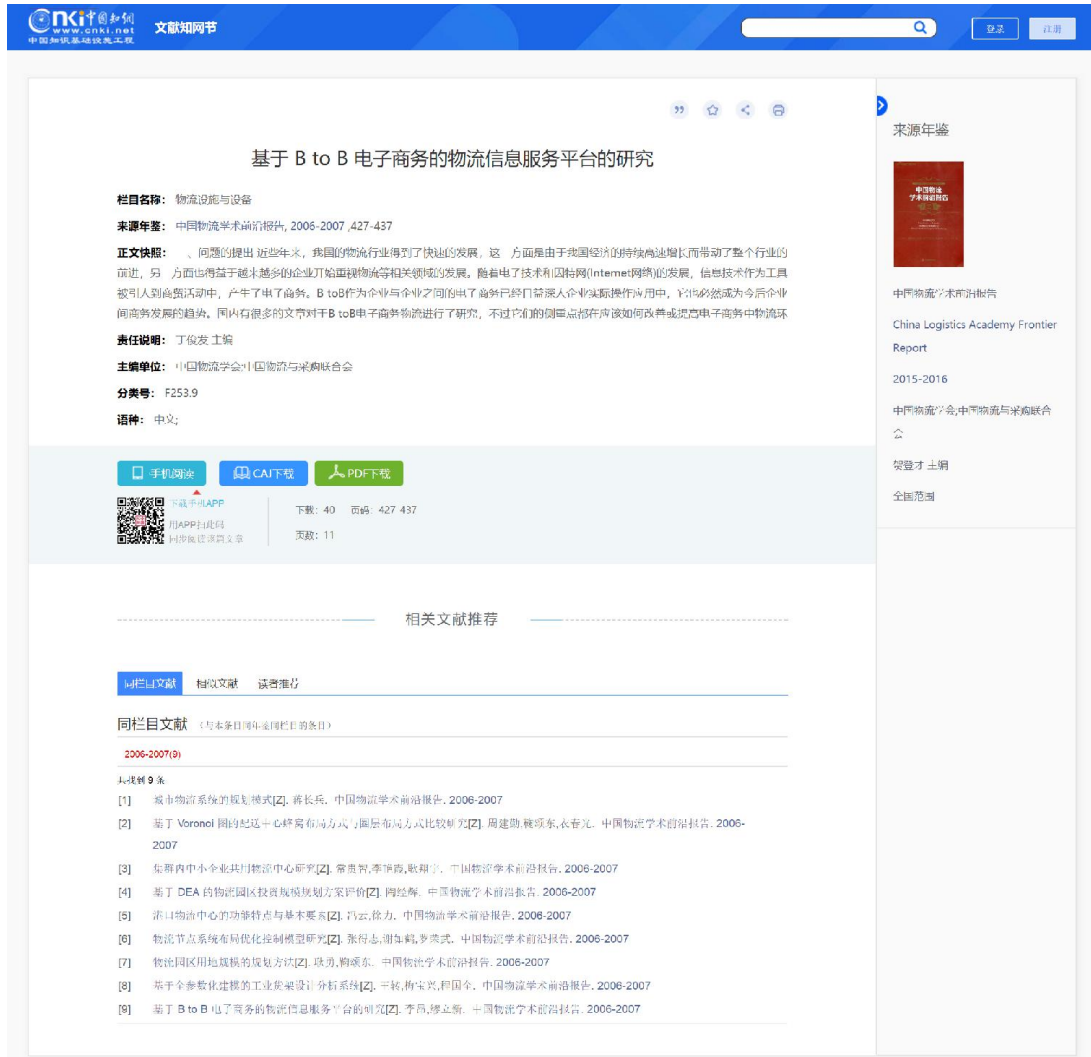 cnki中国知网
www.cnki.net
中国知识基础设施工程
文献知网节
登录
注册
基于 B to B 电子商务的物流信息服务平台的研究
栏目名称： 物流设施与设备
来源年鉴： 中国物流学术前沿报告, 2006-2007 ,427-437
正文快照： 、问题的提出 近些年来，我国的物流行业得到了快速的发展，这 方面是由于我国经济的持续高速增长而带动了整个行业的
前进，另 方面也得益于越来越多的企业开始重视物流等相关领域的发展。随着电子技术和因特网(Internet网络)的发展，信息技术作为工具
被引人到商贸活动中，产生了电子商务。B toB作为企业与企业之间的电子商务已经日益深人企业实际操作应用中，它也必然成为今后企业
间商务发展的趋势。国内有很多的文章对于B toB电子商务物流进行了研究，不过它们的侧重点都在应该如何改善或提高电子商务中物流环
责任说明： 丁俊发 主编
主编单位： 中国物流学会;中国物流与采购联合会
分类号： F253.9
语种： 中文;
手机阅读
CAJ下载
PDF下载
下载手机APP
用APP扫此码
同步阅读该篇文章
下载：40 页码：427-437
页数：11
相关文献推荐
同栏目文献 相似文献 读者推荐
同栏目文献 （与本条目同年鉴同栏目的条目）
2006-2007(9)
共找到 9 条
[1] 城市物流系统的规划模式[Z]. 蒋长兵. 中国物流学术前沿报告. 2006-2007
[2] 基于 Voronoi 图的配送中心蜂窝布局方式与圈层布局方式比较研究[Z]. 周建勤,鞠颂东,衣春光. 中国物流学术前沿报告. 2006-
2007
[3] 集群内中小企业共用物流中心研究[Z]. 常贵智,李艳霞,耿翔宇. 中国物流学术前沿报告. 2006-2007
[4] 基于 DEA 的物流园区投资规模规划方案评价[Z]. 陶经辉. 中国物流学术前沿报告. 2006-2007
[5] 港口物流中心的功能特点与基本要素[Z]. 冯云,徐力. 中国物流学术前沿报告. 2006-2007
[6] 物流节点系统布局优化控制模型研究[Z]. 张得志,谢如鹤,罗荣武. 中国物流学术前沿报告. 2006-2007
[7] 物流园区用地规模的规划方法[Z]. 耿勇,鞠颂东. 中国物流学术前沿报告. 2006-2007
[8] 基于全参数化建模的工业货架设计分析系统[Z]. 王转,梅宝兴,程国全. 中国物流学术前沿报告. 2006-2007
[9] 基于 B to B 电子商务的物流信息服务平台的研究[Z]. 李昂,缪立新. 中国物流学术前沿报告. 2006-2007
来源年鉴
中国物流
学术前沿报告
中国物流学术前沿报告
China Logistics Academy Frontier
Report
2015-2016
中国物流学会;中国物流与采购联合
会
贺登才 主编
全国范围